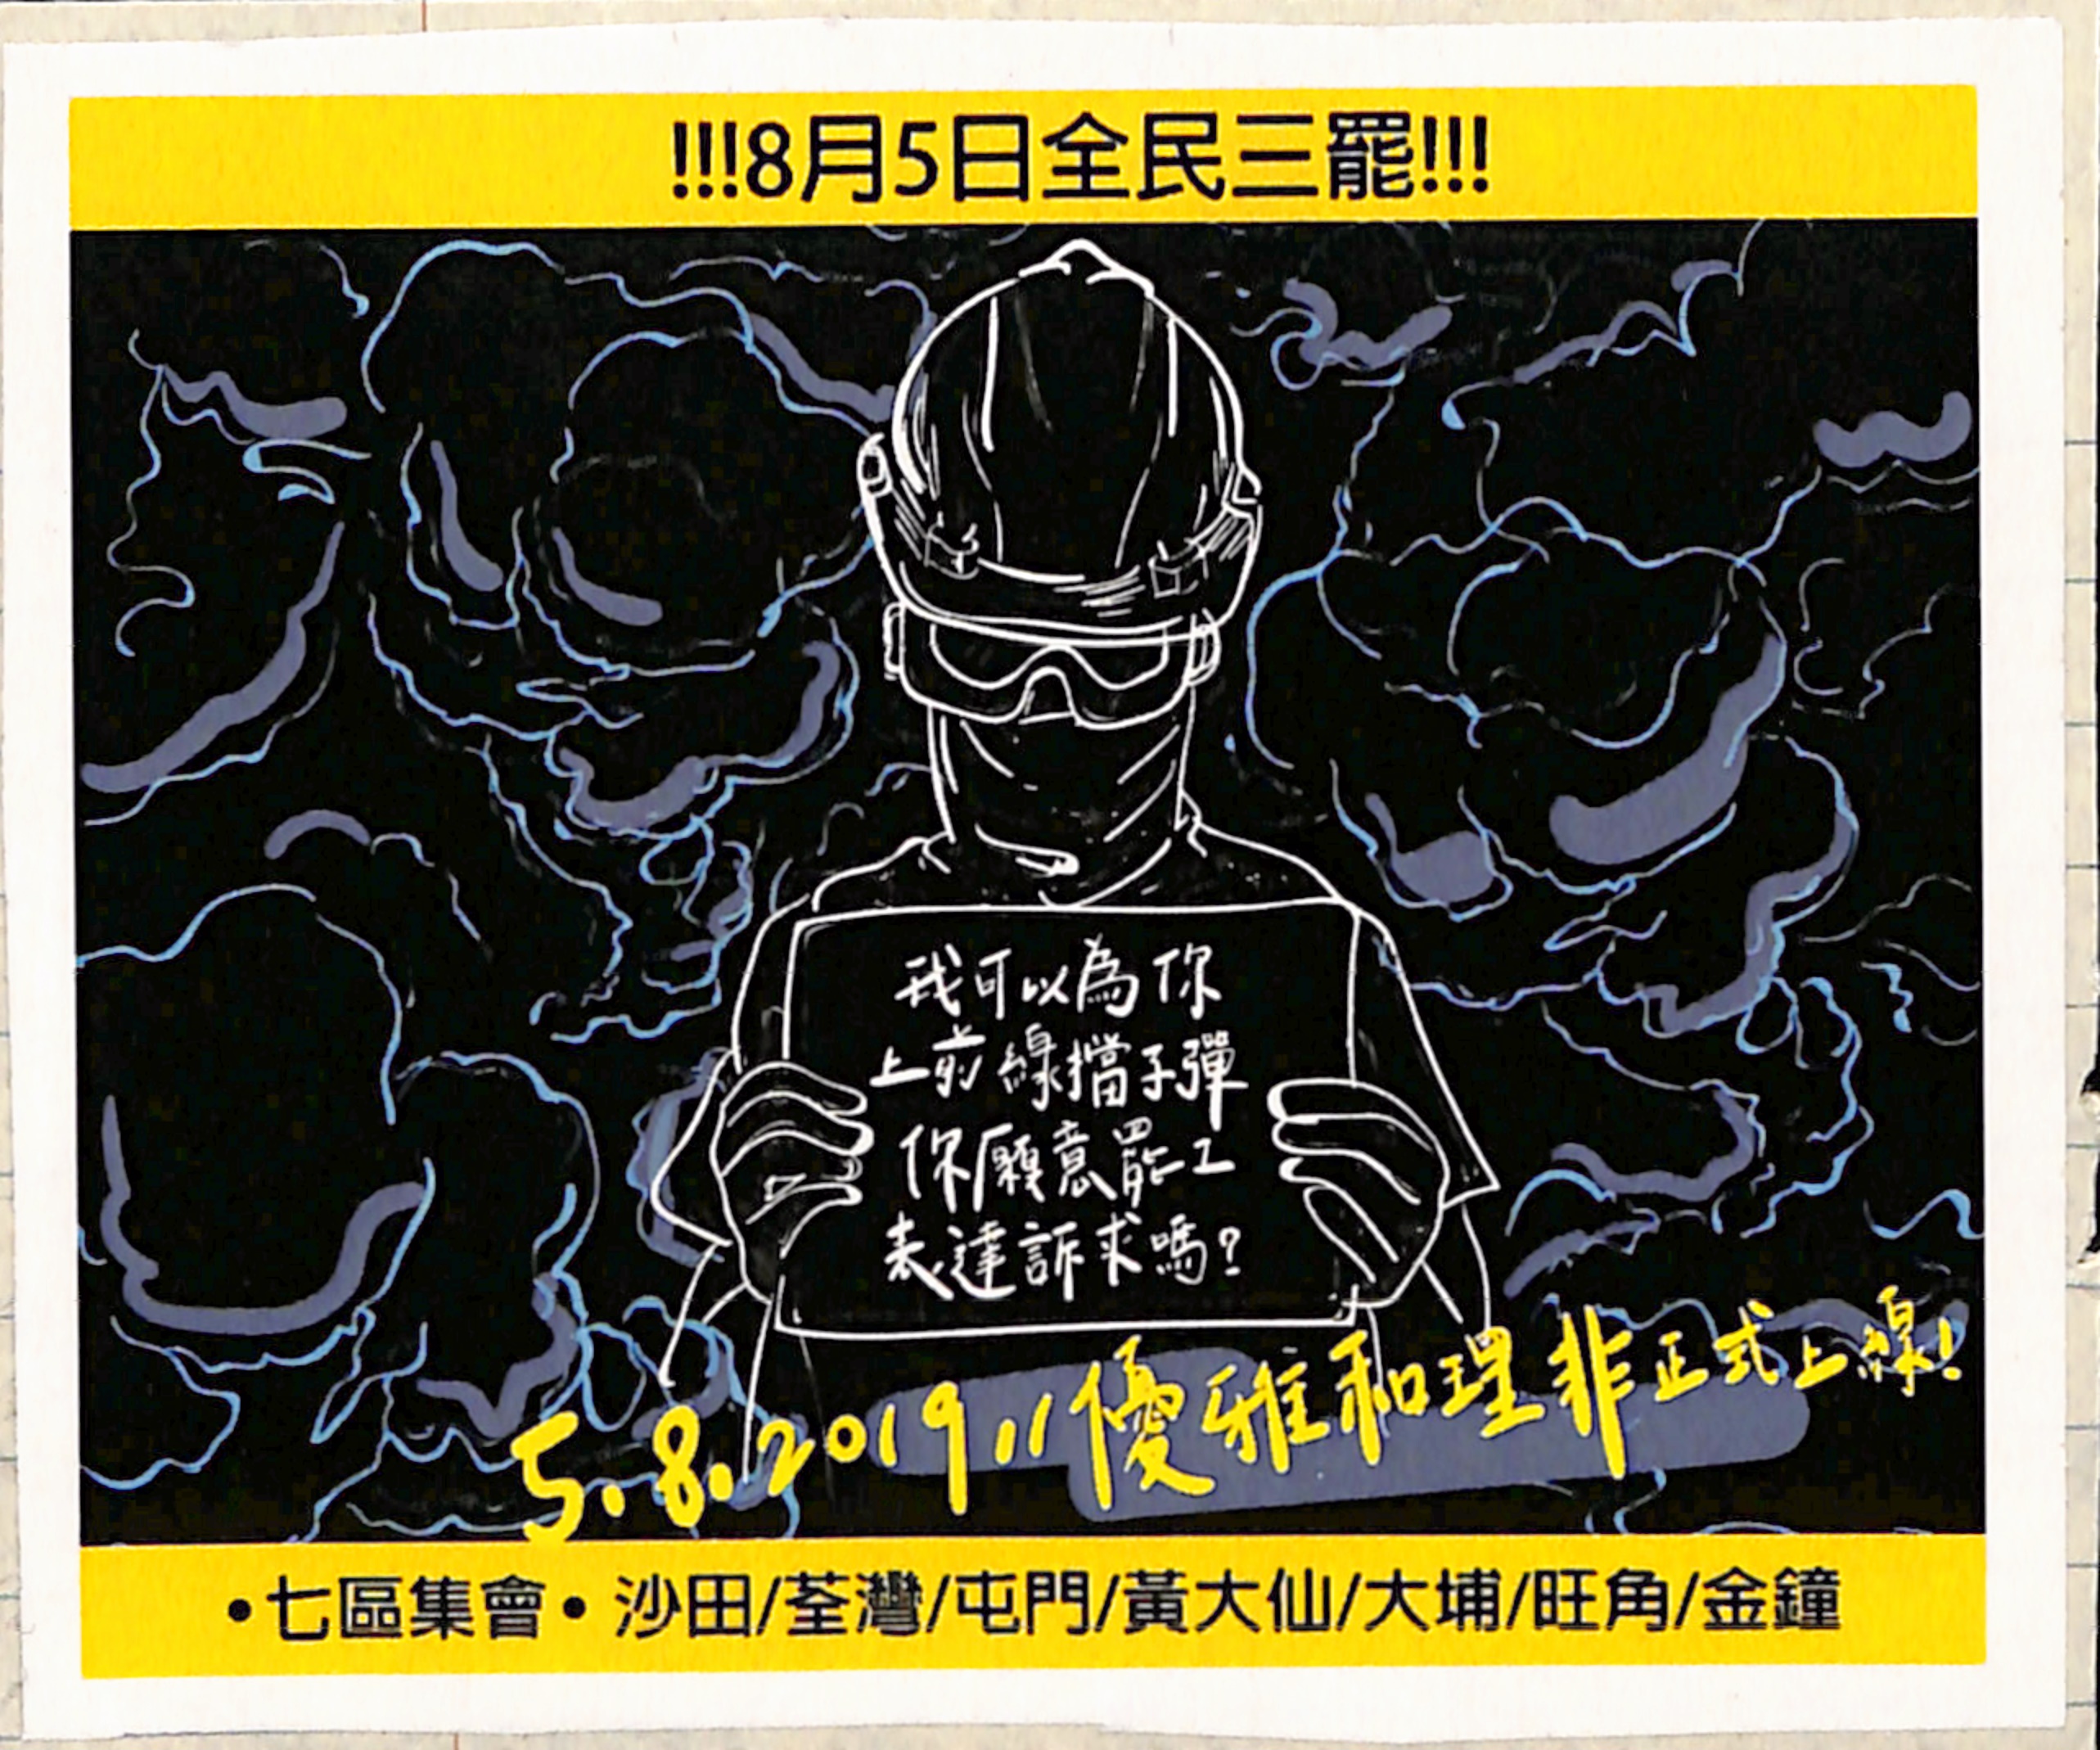 !!!8月5日全民三罷!!!
我可以為你
上前線擋子彈
你願意罷工
表達訴求嗎?
5.8.2019 優雅和理非正式上線!
•七區集會• 沙田/荃灣/屯門/黃大仙/大埔/旺角/金鐘